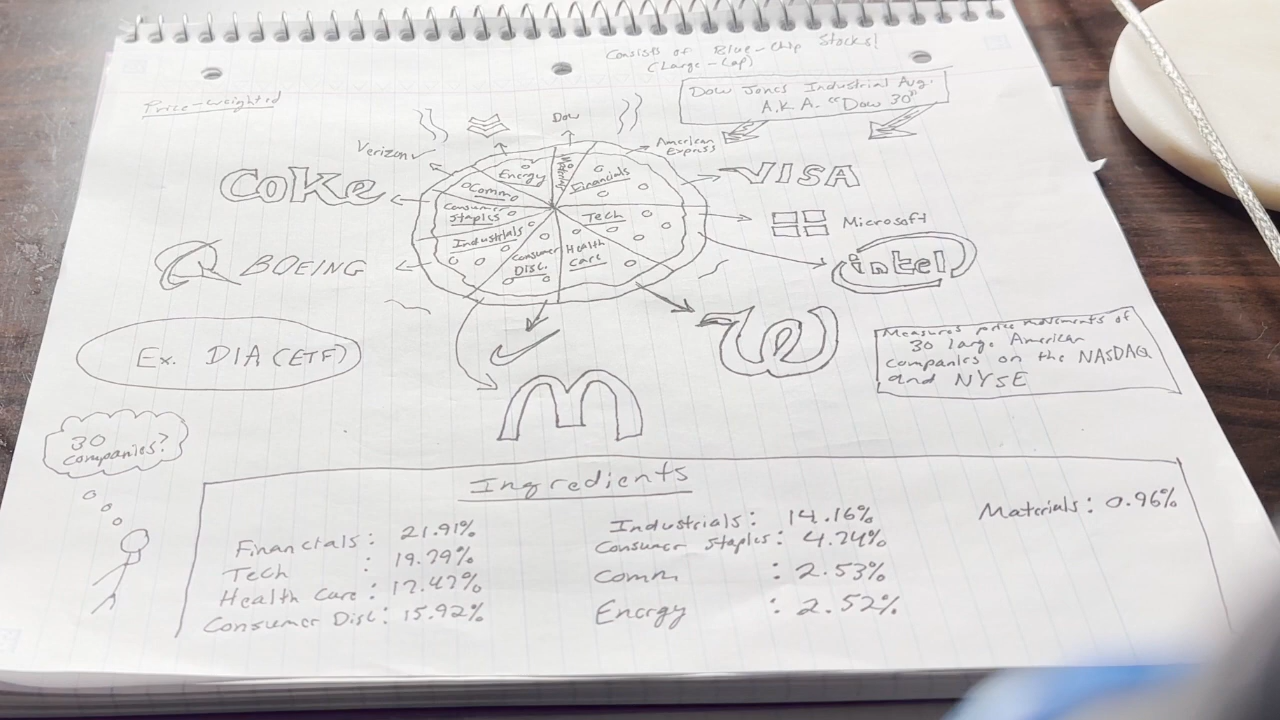 Consists of Blue-chip Stocks!
(Large-Cap)
Price-weighted
Dow Jones Industrial Avg.
A.K.A. "Dow 30"
Dow
Verizon
American
Express
Energy
Financials
Comm
COKE
VISA
Consumer
Staples
Tech
Microsoft
Industrials
Consumer
Disc.
Health
Care
BOEING
intel
Ex. DIA (ETF)
Measures price movements of
30 large American
companies on the NASDAQ
and NYSE
30
companies?
Ingredients
Financials: 21.91%
Tech : 19.79%
Health Care: 17.47%
Consumer Disc: 15.92%
Industrials: 14.16%
Consumer Staples: 4.74%
Comm : 2.53%
Energy : 2.52%
Materials: 0.96%